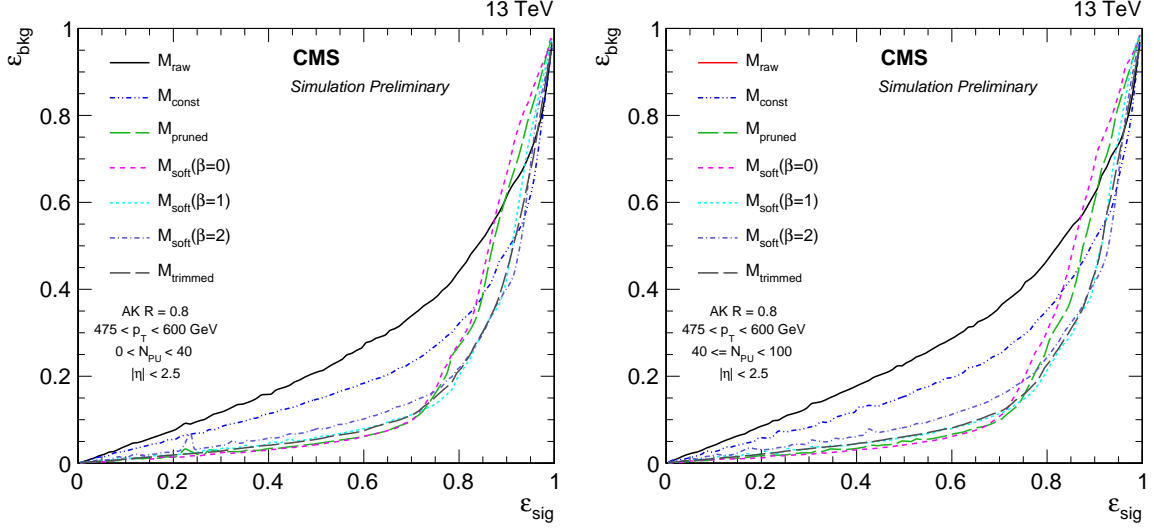 13 TeV
ε_bkg
1
0.8
0.6
0.4
0.2
0
CMS
Simulation Preliminary
M_raw
M_const
M_pruned
M_soft(β=0)
M_soft(β=1)
M_soft(β=2)
M_trimmed
AK R = 0.8
475 < p_T < 600 GeV
0 < N_PU < 40
|η| < 2.5
0 0.2 0.4 0.6 0.8 1
ε_sig
13 TeV
ε_bkg
1
0.8
0.6
0.4
0.2
0
CMS
Simulation Preliminary
M_raw
M_const
M_pruned
M_soft(β=0)
M_soft(β=1)
M_soft(β=2)
M_trimmed
AK R = 0.8
475 < p_T < 600 GeV
40 <= N_PU < 100
|η| < 2.5
0 0.2 0.4 0.6 0.8 1
ε_sig